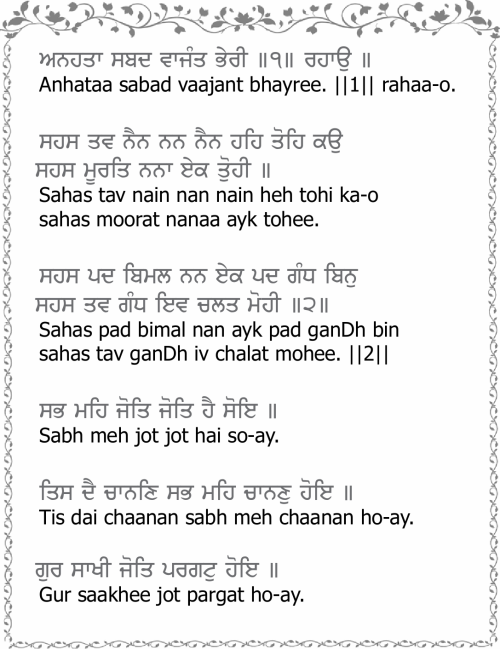 ਅਨਹਤਾ ਸਬਦ ਵਾਜੰਤ ਭੇਰੀ ॥੧॥ ਰਹਾਉ ॥
Anhataa sabad vaajant bhayree. ||1|| rahaa-o.
ਸਹਸ ਤਵ ਨੈਨ ਨਨ ਨੈਨ ਹਹਿ ਤੋਹਿ ਕਉ
ਸਹਸ ਮੂਰਤਿ ਨਨਾ ਏਕ ਤੋੁਹੀ ॥
Sahas tav nain nan nain heh tohi ka-o
sahas moorat nanaa ayk tohee.
ਸਹਸ ਪਦ ਬਿਮਲ ਨਨ ਏਕ ਪਦ ਗੰਧ ਬਿਨੁ
ਸਹਸ ਤਵ ਗੰਧ ਇਵ ਚਲਤ ਮੋਹੀ ॥੨॥
Sahas pad bimal nan ayk pad ganDh bin
sahas tav ganDh iv chalat mohee. ||2||
ਸਭ ਮਹਿ ਜੋਤਿ ਜੋਤਿ ਹੈ ਸੋਇ ॥
Sabh meh jot jot hai so-ay.
ਤਿਸ ਦੈ ਚਾਨਣਿ ਸਭ ਮਹਿ ਚਾਨਣੁ ਹੋਇ ॥
Tis dai chaanan sabh meh chaanan ho-ay.
ਗੁਰ ਸਾਖੀ ਜੋਤਿ ਪਰਗਟੁ ਹੋਇ ॥
Gur saakhee jot pargat ho-ay.